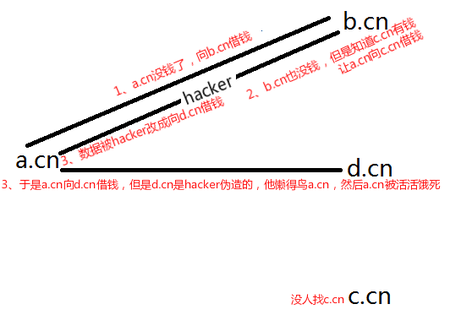 b.cn
1、a.cn没钱了，向b.cn借钱
2、b.cn也没钱，但是知道c.cn有钱
让a.cn向c.cn借钱
hacker
3、数据被hacker改成向d.cn借钱
a.cn
d.cn
3、于是a.cn向d.cn借钱，但是d.cn是hacker伪造的，他懒得鸟a.cn，然后a.cn被活活饿死
没人找c.cn c.cn